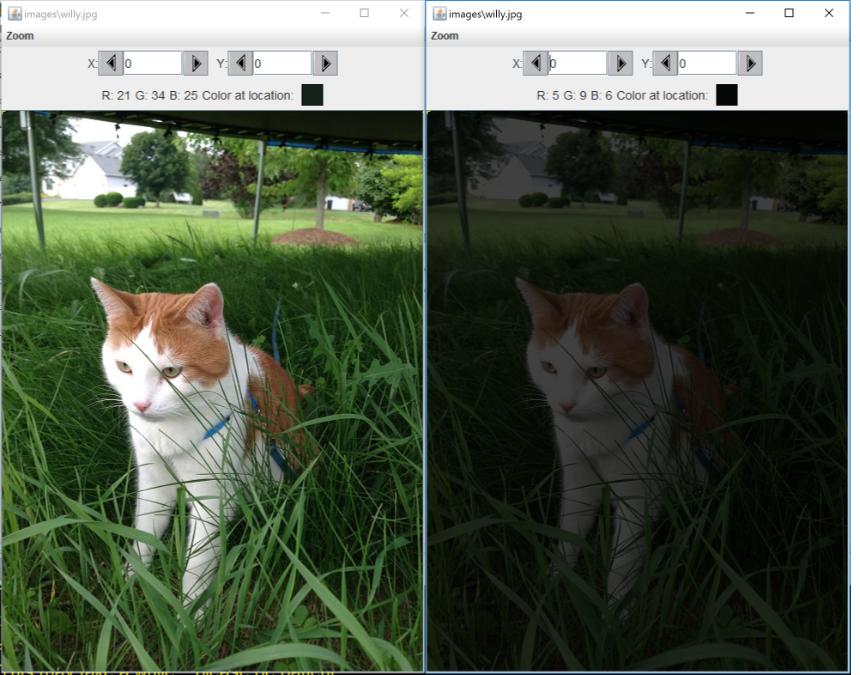 images\willy.jpg
Zoom
X: 0 Y: 0
R: 21 G: 34 B: 25 Color at location:
images\willy.jpg
Zoom
X: 0 Y: 0
R: 5 G: 9 B: 6 Color at location: